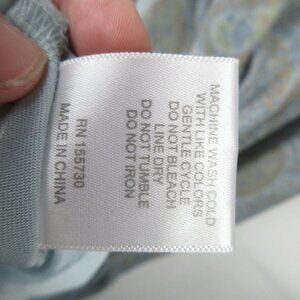 MACHINE WASH COLD
WITH LIKE COLORS
GENTLE CYCLE
DO NOT BLEACH
LINE DRY
DO NOT TUMBLE
DO NOT IRON
RN 155730
MADE IN CHINA